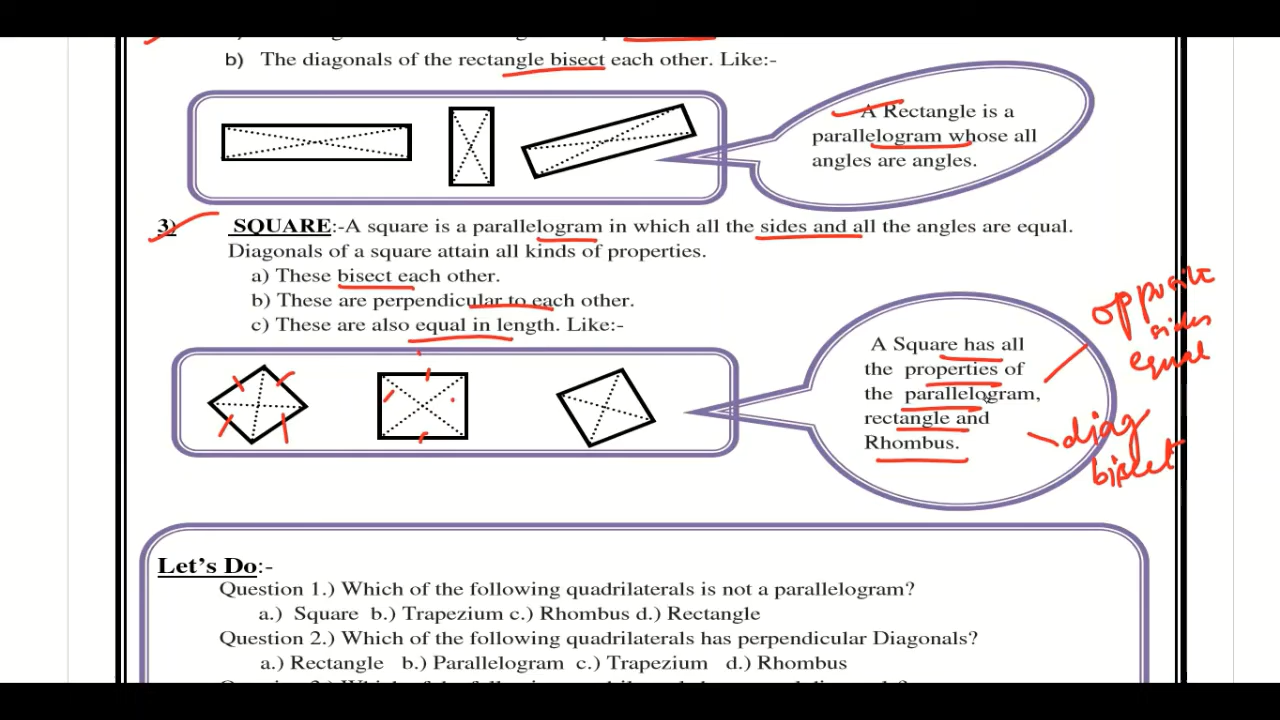 b) The diagonals of the rectangle bisect each other. Like:-
A Rectangle is a
parallelogram whose all
angles are angles.
3) SQUARE:-A square is a parallelogram in which all the sides and all the angles are equal.
Diagonals of a square attain all kinds of properties.
a) These bisect each other.
b) These are perpendicular to each other.
c) These are also equal in length. Like:-
A Square has all
the properties of
the parallelogram,
rectangle and
Rhombus.
opposite
sides
equal
diag
bisect
Let's Do:-
Question 1.) Which of the following quadrilaterals is not a parallelogram?
a.) Square b.) Trapezium c.) Rhombus d.) Rectangle
Question 2.) Which of the following quadrilaterals has perpendicular Diagonals?
a.) Rectangle b.) Parallelogram c.) Trapezium d.) Rhombus